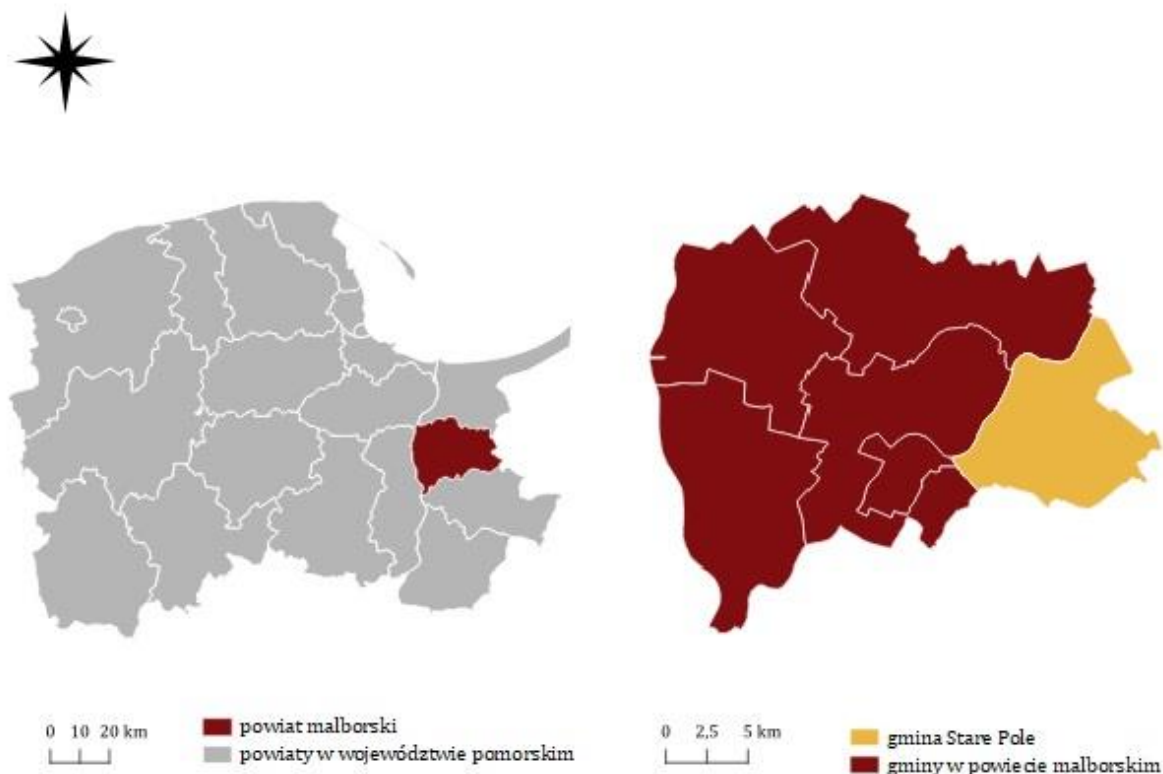 0 10 20 km
powiat malborski
powiaty w województwie pomorskim
0 2,5 5 km
gmina Stare Pole
gminy w powiecie malborskim